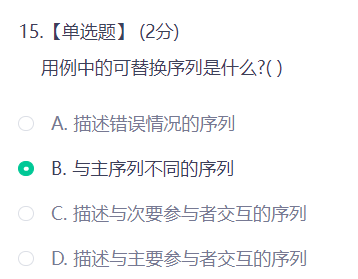 15.【单选题】 (2分)
用例中的可替换序列是什么?( )
A. 描述错误情况的序列
B. 与主序列不同的序列
C. 描述与次要参与者交互的序列
D. 描述与主要参与者交互的序列